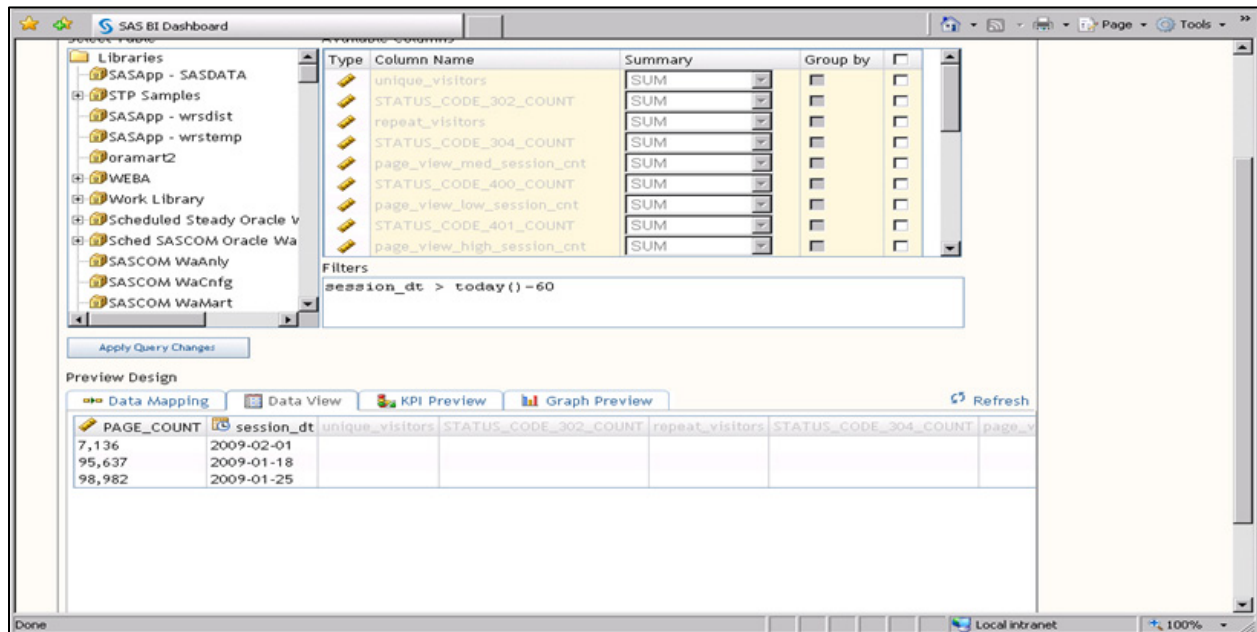 SAS BI Dashboard
Page
Tools
Select Table
Available Columns
Libraries
SASApp - SASDATA
STP Samples
SASApp - wrsdist
SASApp - wrstemp
oramart2
WEBA
Work Library
Scheduled Steady Oracle
Sched SASCOM Oracle Wa
SASCOM WaAnly
SASCOM WaCnfg
SASCOM WaMart
Type Column Name Summary Group by
unique_visitors SUM
STATUS_CODE_302_COUNT SUM
repeat_visitors SUM
STATUS_CODE_304_COUNT SUM
page_view_med_session_cnt SUM
STATUS_CODE_400_COUNT SUM
page_view_low_session_cnt SUM
STATUS_CODE_401_COUNT SUM
page_view_high_session_cnt SUM
Filters
session_dt > today()-60
Apply Query Changes
Preview Design
Data Mapping Data View KPI Preview Graph Preview Refresh
PAGE_COUNT session_dt unique_visitors STATUS_CODE_302_COUNT repeat_visitors STATUS_CODE_304_COUNT page_v
7,136 2009-02-01
95,637 2009-01-18
98,982 2009-01-25
Done Local intranet 100%